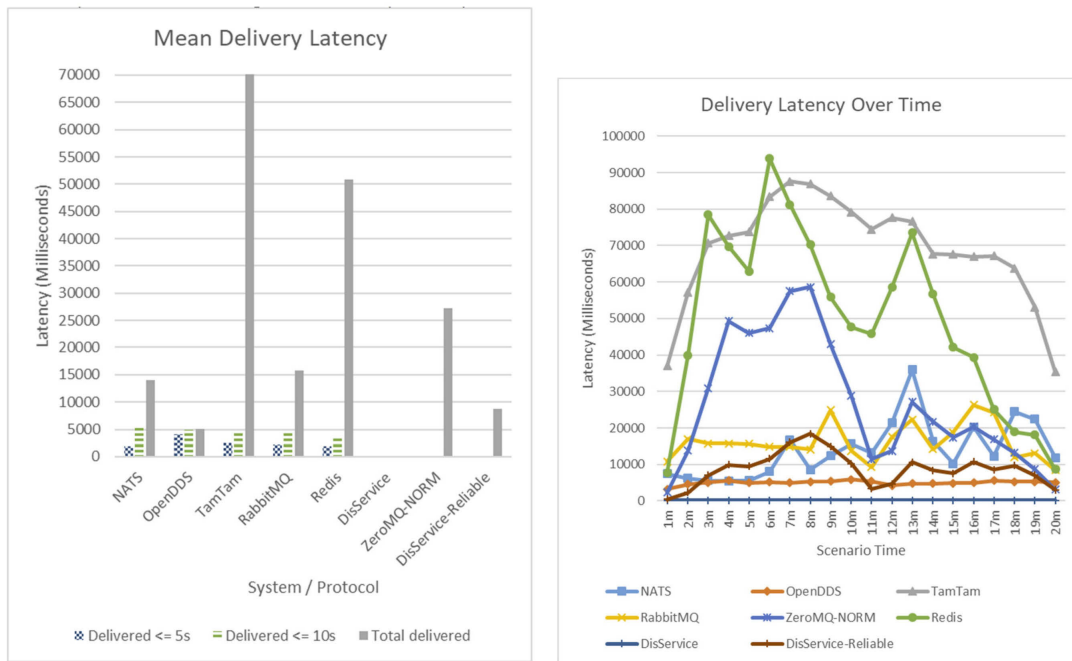 Mean Delivery Latency
70000
65000
60000
55000
50000
45000
40000
35000
30000
25000
20000
15000
10000
5000
0
Latency (Milliseconds)
NATS
OpenDDS
TamTam
RabbitMQ
Redis
DisService
ZeroMQ-NORM
DisService-Reliable
System / Protocol
Delivered <= 5s Delivered <= 10s Total delivered
Delivery Latency Over Time
100000
90000
80000
70000
60000
50000
40000
30000
20000
10000
0
Latency (Milliseconds)
1m 2m 3m 4m 5m 6m 7m 8m 9m 10m 11m 12m 13m 14m 15m 16m 17m 18m 19m 20m
Scenario Time
NATS OpenDDS TamTam
RabbitMQ ZeroMQ-NORM Redis
DisService DisService-Reliable